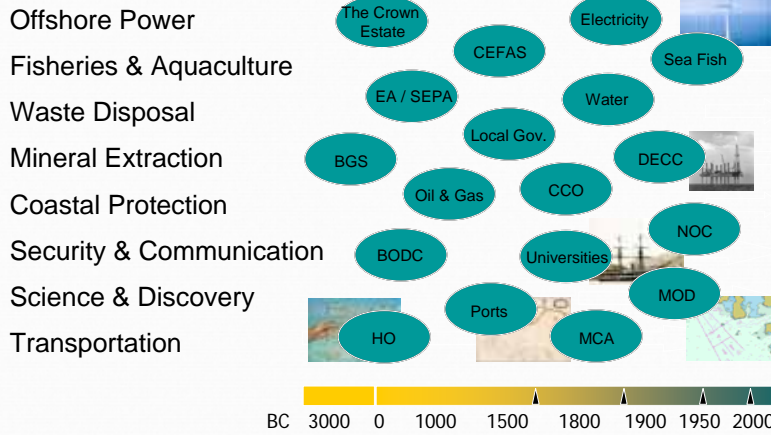 Offshore Power
Fisheries & Aquaculture
Waste Disposal
Mineral Extraction
Coastal Protection
Security & Communication
Science & Discovery
Transportation
The Crown
Estate
Electricity
CEFAS
Sea Fish
EA / SEPA
Water
Local Gov.
BGS
DECC
Oil & Gas
CCO
NOC
BODC
Universities
MOD
Ports
HO
MCA
BC 3000 0 1000 1500 1800 1900 1950 2000